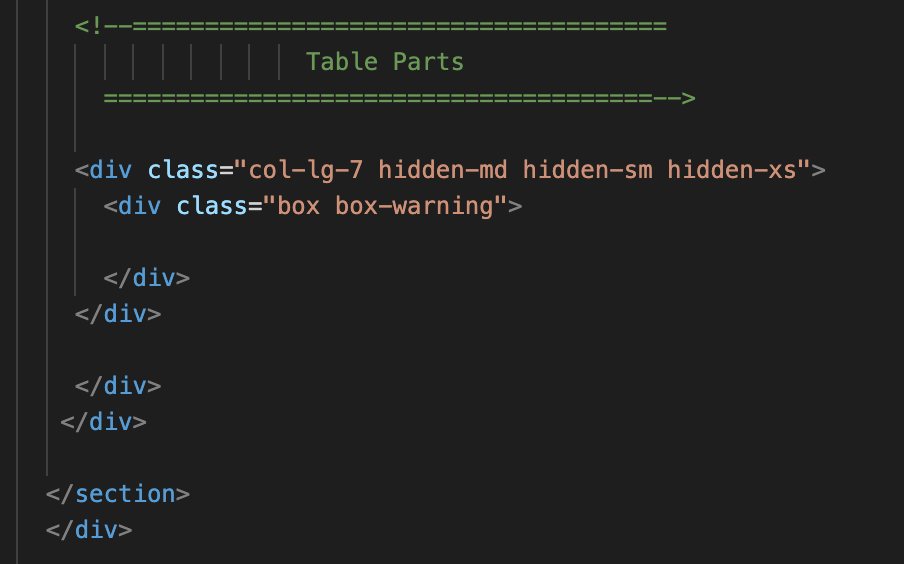 <!--=====================================
Table Parts
======================================-->
<div class="col-lg-7 hidden-md hidden-sm hidden-xs">
<div class="box box-warning">
</div>
</div>
</div>
</div>
</section>
</div>